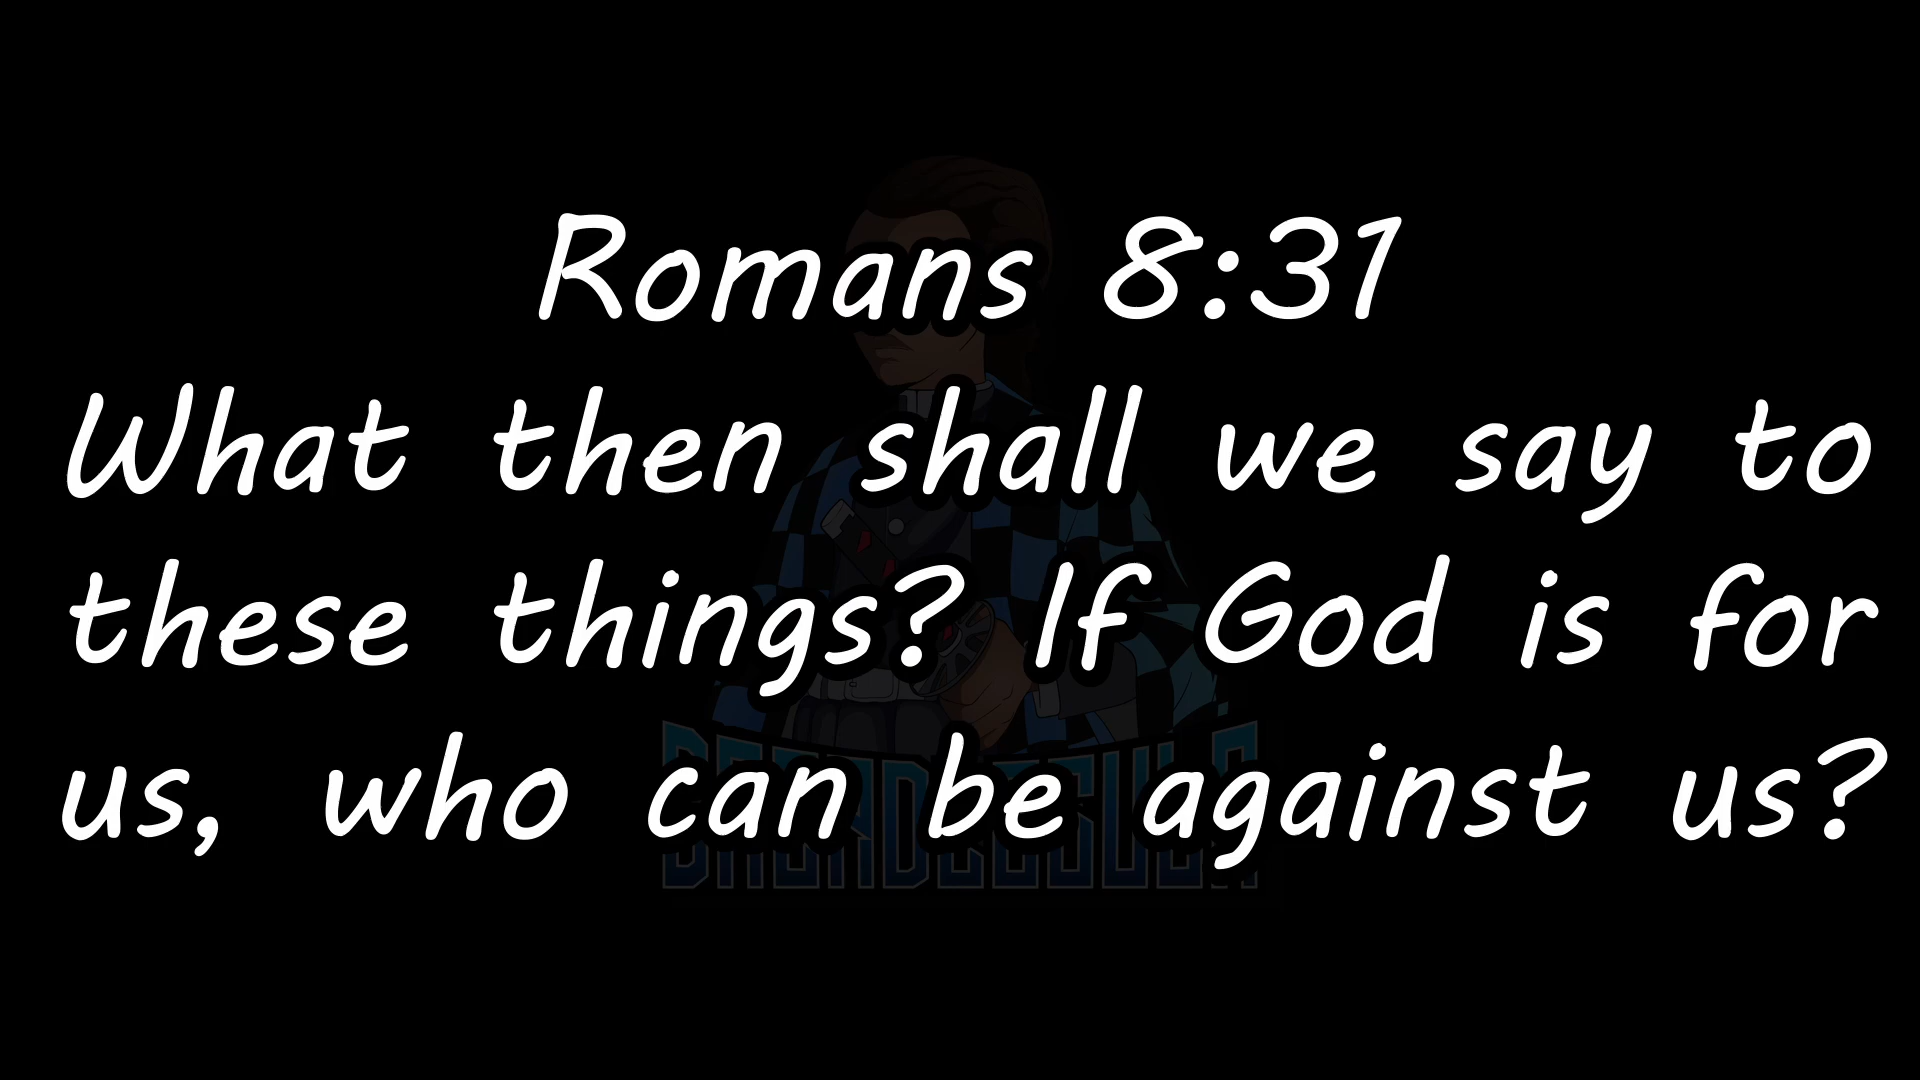 Romans 8:31
What then shall we say to
these things? If God is for
us, who can be against us?